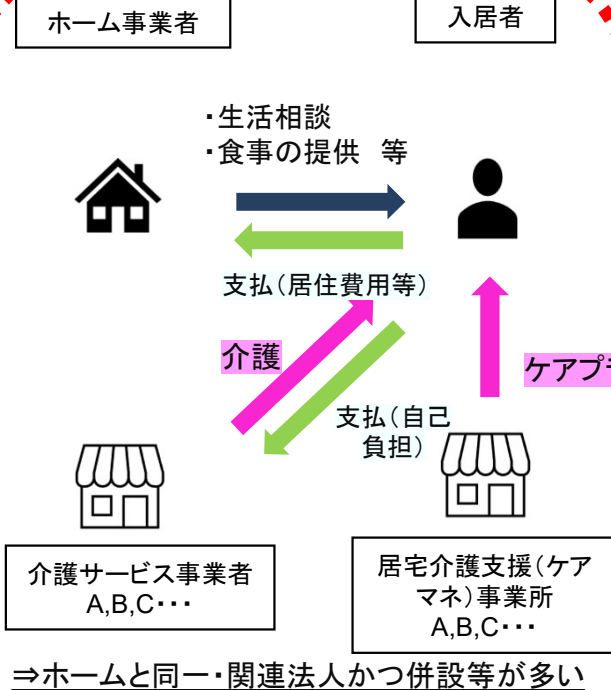 ホーム事業者
入居者
・生活相談
・食事の提供　等
支払（居住費用等）
介護
ケアプ
支払（自己
負担）
介護サービス事業者
A,B,C・・・
居宅介護支援（ケア
マネ）事業所
A,B,C・・・
⇒ホームと同一・関連法人かつ併設等が多い